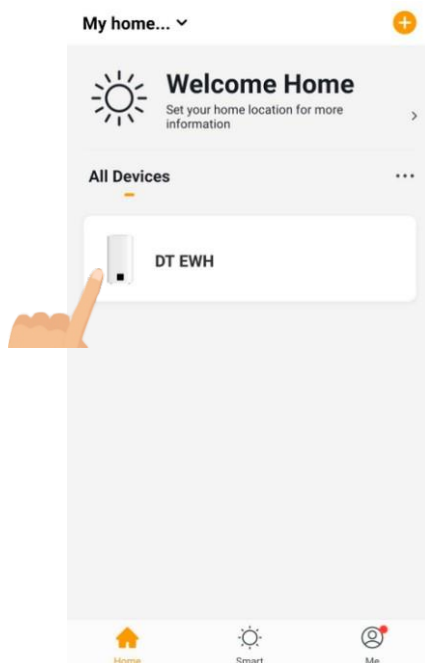 My home...
Welcome Home
Set your home location for more
information
All Devices
DT EWH
Home
Smart
Me